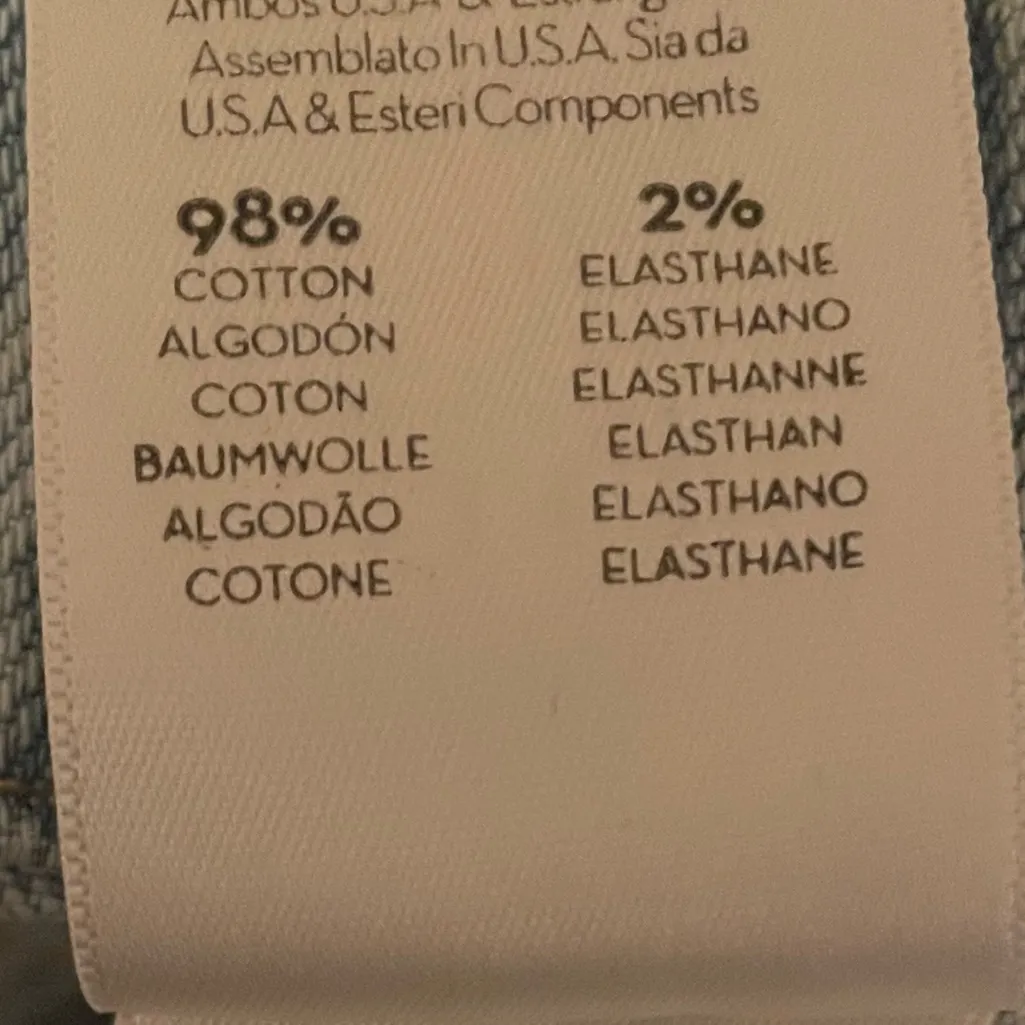 Ambos U.S.A &
Assemblato In U.S.A. Sia da
U.S.A & Esteri Components
98% 2%
COTTON ELASTHANE
ALGODÓN ELASTHANO
COTON ELASTHANNE
BAUMWOLLE ELASTHAN
ALGODÃO ELASTHANO
COTONE ELASTHANE